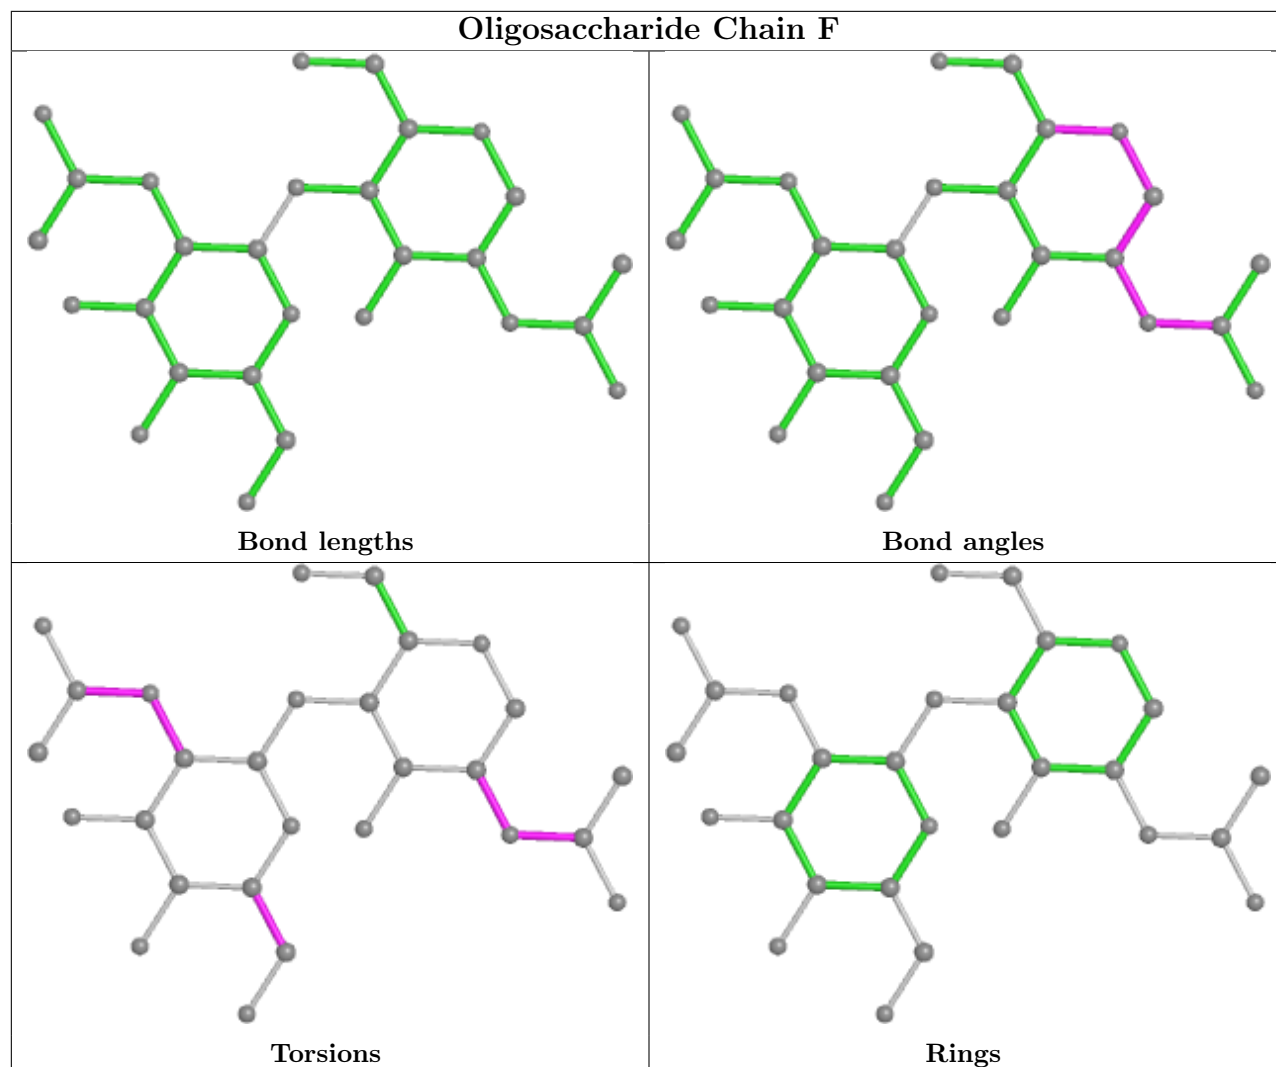 Oligosaccharide Chain F
Bond lengths
Bond angles
Torsions
Rings